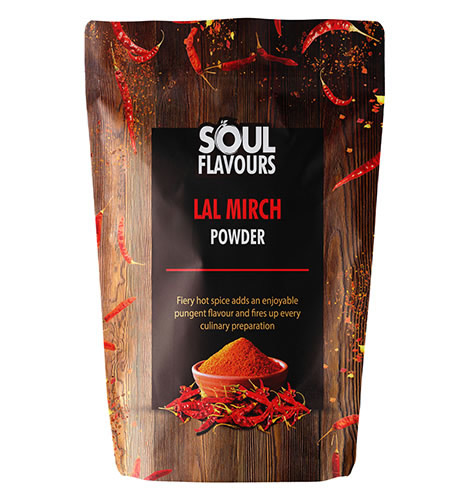 SOUL
FLAVOURS
LAL MIRCH
POWDER
Fiery hot spice adds an enjoyable
pungent flavour and fires up every
culinary preparation